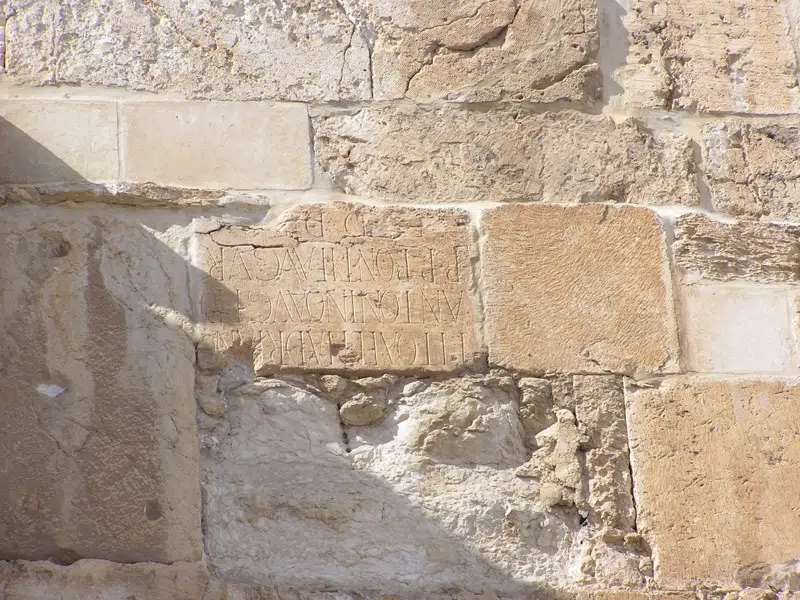 TITO AEL HADRIANO
ANTONINO AVG PIO
P P PONTIF AVGVR
D D